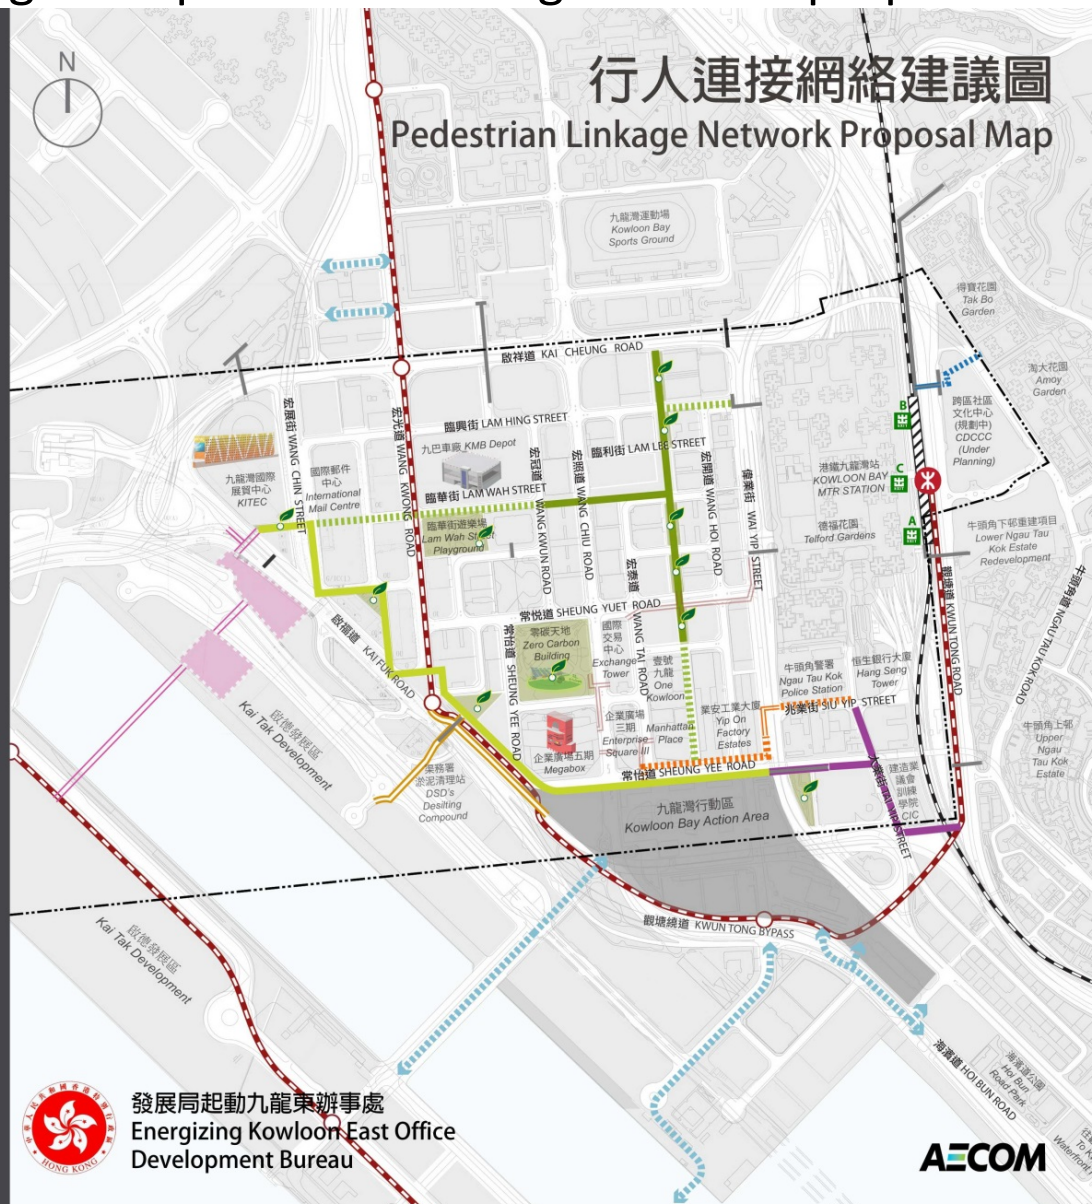 N
行人連接網絡建議圖
Pedestrian Linkage Network Proposal Map
九龍灣運動場
Kowloon Bay
Sports Ground
得寶花園
Tak Bo
Garden
啟祥道 KAI CHEUNG ROAD
淘大花園
Amoy
Garden
跨區社區
文化中心
(規劃中)
CDCCC
(Under
Planning)
B
C
A
宏展街 WANG CHIN STREET
宏光道 WANG KWONG ROAD
臨興街 LAM HING STREET
九巴車廠 KMB Depot
臨利街 LAM LEE STREET
宏冠道 WANG KWUN ROAD
宏照道 WANG CHIU ROAD
宏開道 WANG HOI ROAD
偉業街 WAI YIP STREET
九龍灣國際
展貿中心
KITEC
國際郵件
中心
International
Mail Centre
臨華街 LAM WAH STREET
臨華街遊樂場
Lam Wah Street
Playground
港鐵九龍灣站
KOWLOON BAY
MTR STATION
德福花園
Telford Gardens
牛頭角下邨重建項目
Lower Ngau Tau
Kok Estate
Redevelopment
牛頭角道 NGAU TAU KOK ROAD
觀塘道 KWUN TONG ROAD
宏泰道 WANG TAI ROAD
常悅道 SHEUNG YUET ROAD
啟福道 KAI FUK ROAD
常怡道 SHEUNG YEE ROAD
零碳天地
Zero Carbon
Building
國際
交易
中心
Exchange
Tower
壹號
九龍
One
Kowloon
牛頭角警署
Ngau Tau Kok
Police Station
恒生銀行大廈
Hang Seng
Tower
兆業街 SIU YIP STREET
企業廣場
三期
Enterprise
Square III
Manhattan
Place
業安工業大廈
Yip On
Factory
Estates
企業廣場五期
Megabox
常怡道 SHEUNG YEE ROAD
牛頭角上邨
Upper
Ngau
Tau Kok
Estate
啟德發展區
Kai Tak Development
渠務署
淤泥清理站
DSD's
Desilting
Compound
大業街 TAI YIP STREET
建造業
議會
訓練
學院
CIC
九龍灣行動區
Kowloon Bay Action Area
觀塘繞道 KWUN TONG BYPASS
啟德發展區
Kai Tak Development
海濱道 HOI BUN ROAD
海濱道公園
Hoi Bun
Road Park
發展局起動九龍東辦事處
Energizing Kowloon East Office
Development Bureau
HONG KONG
AECOM